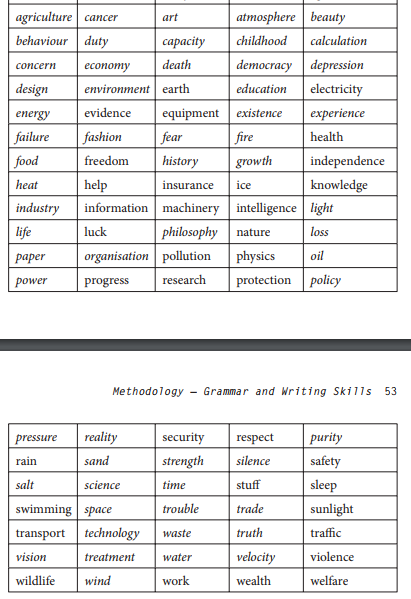 agriculture cancer art atmosphere beauty
behaviour duty capacity childhood calculation
concern economy death democracy depression
design environment earth education electricity
energy evidence equipment existence experience
failure fashion fear fire health
food freedom history growth independence
heat help insurance ice knowledge
industry information machinery intelligence light
life luck philosophy nature loss
paper organisation pollution physics oil
power progress research protection policy
Methodology – Grammar and Writing Skills 53
pressure reality security respect purity
rain sand strength silence safety
salt science time stuff sleep
swimming space trouble trade sunlight
transport technology waste truth traffic
vision treatment water velocity violence
wildlife wind work wealth welfare